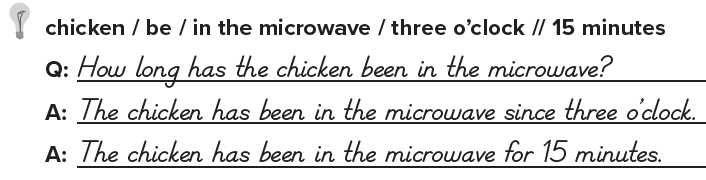 chicken / be / in the microwave / three o’clock // 15 minutes
Q: How long has the chicken been in the microwave?
A: The chicken has been in the microwave since three o’clock.
A: The chicken has been in the microwave for 15 minutes.